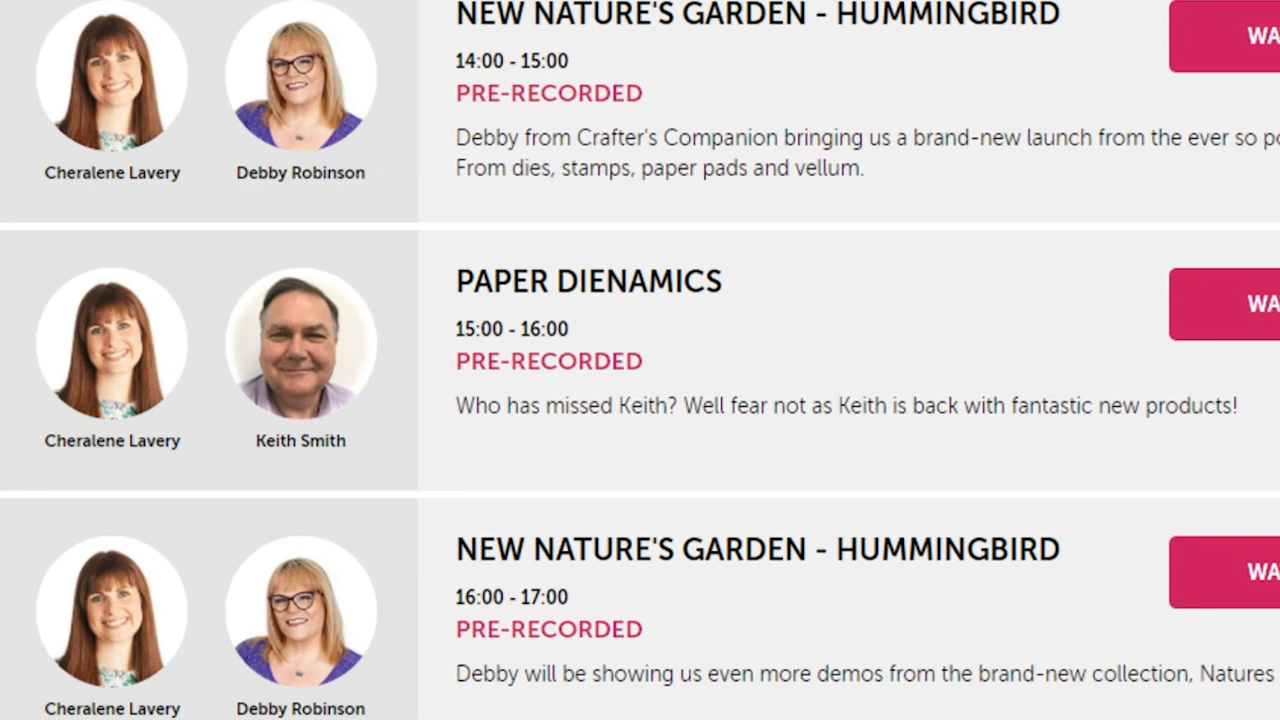 NEW NATURE'S GARDEN - HUMMINGBIRD
14:00 - 15:00
PRE-RECORDED
Debby from Crafter's Companion bringing us a brand-new launch from the ever so
From dies, stamps, paper pads and vellum.
Cheralene Lavery
Debby Robinson
PAPER DIENAMICS
15:00 - 16:00
PRE-RECORDED
Who has missed Keith? Well fear not as Keith is back with fantastic new products!
Cheralene Lavery
Keith Smith
NEW NATURE'S GARDEN - HUMMINGBIRD
16:00 - 17:00
PRE-RECORDED
Debby will be showing us even more demos from the brand-new collection, Natures
Cheralene Lavery
Debby Robinson